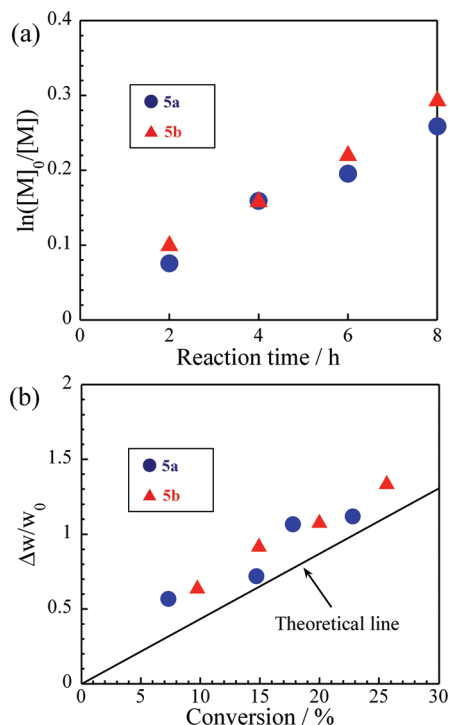 (a)
0.4
0.3
0.2
0.1
0
ln([M]0/[M])
5a
5b
0 2 4 6 8
Reaction time / h
(b)
2
1.5
1
0.5
0
Δw/w0
5a
5b
Theoretical line
0 5 10 15 20 25 30
Conversion / %